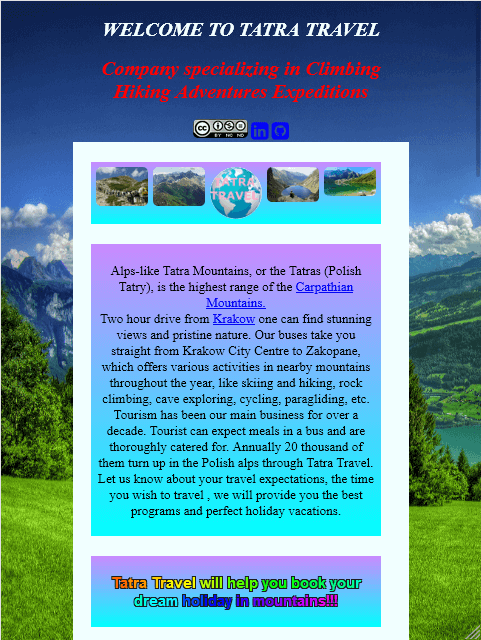 WELCOME TO TATRA TRAVEL
Company specializing in Climbing
Hiking Adventures Expeditions
CC BY NC ND in
TATRA
TRAVEL
Alps-like Tatra Mountains, or the Tatras (Polish
Tatry), is the highest range of the Carpathian
Mountains.
Two hour drive from Krakow one can find stunning
views and pristine nature. Our buses take you
straight from Krakow City Centre to Zakopane,
which offers various activities in nearby mountains
throughout the year, like skiing and hiking, rock
climbing, cave exploring, cycling, paragliding, etc.
Tourism has been our main business for over a
decade. Tourist can expect meals in a bus and are
thoroughly catered for. Annually 20 thousand of
them turn up in the Polish alps through Tatra Travel.
Let us know about your travel expectations, the time
you wish to travel , we will provide you the best
programs and perfect holiday vacations.
Tatra Travel will help you book your
dream holiday in mountains!!!